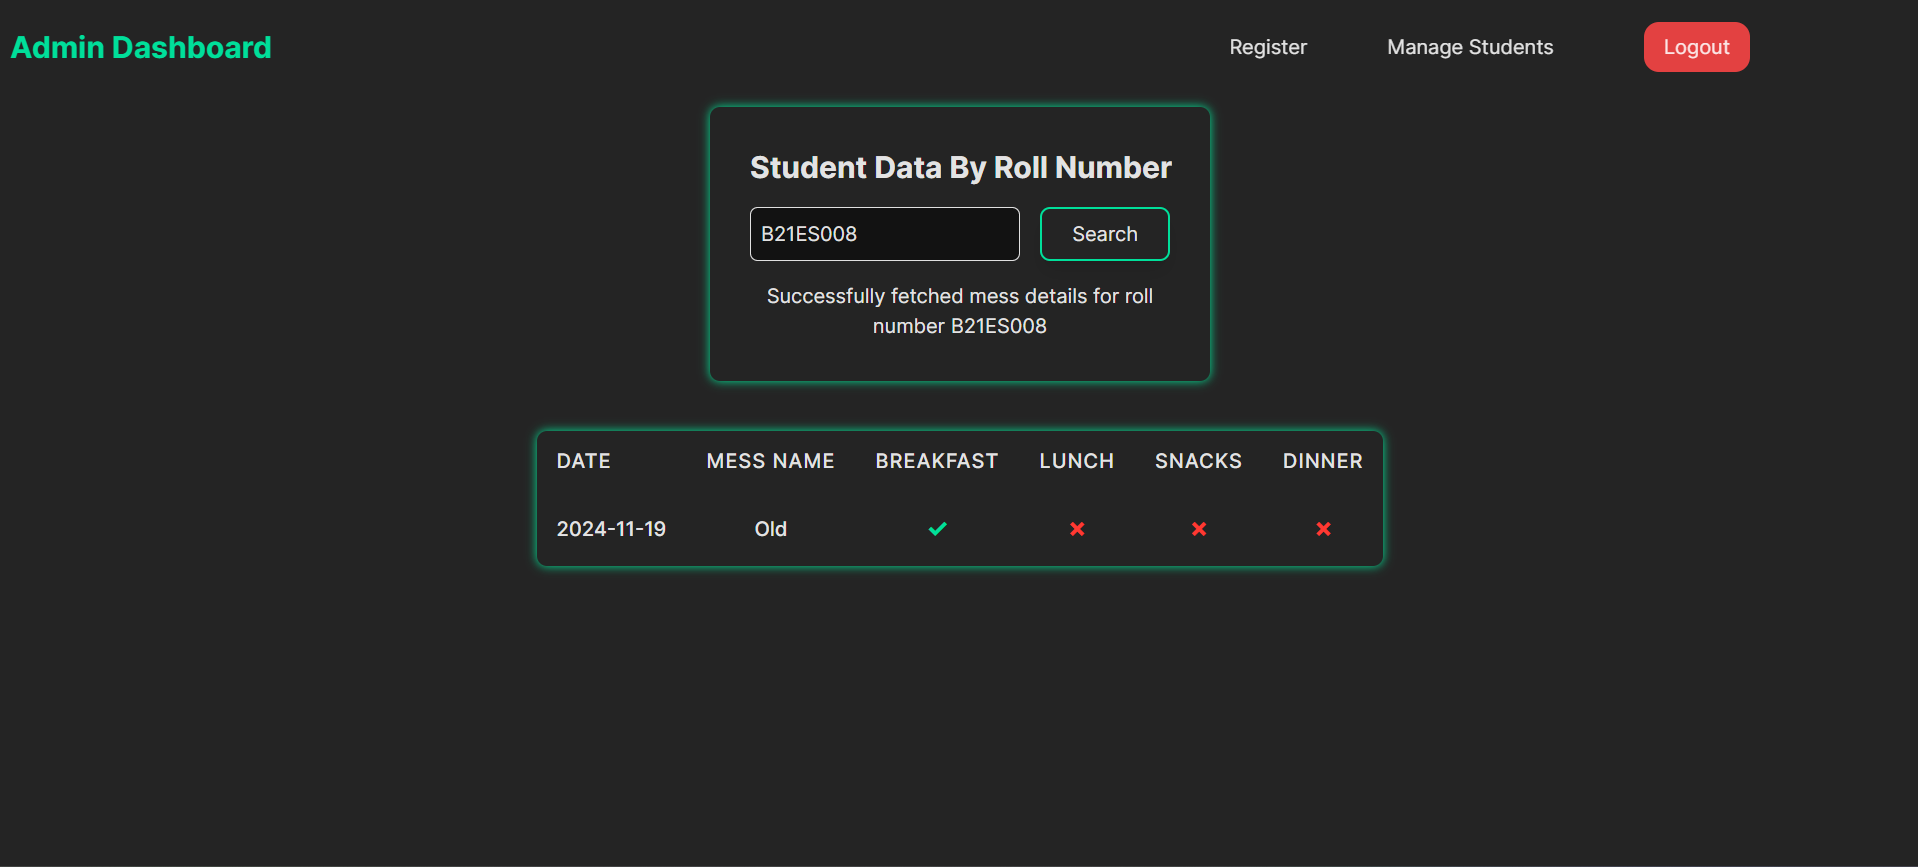 Admin Dashboard
Register
Manage Students
Logout
Student Data By Roll Number
B21ES008
Search
Successfully fetched mess details for roll
number B21ES008
DATE MESS NAME BREAKFAST LUNCH SNACKS DINNER
2024-11-19 Old